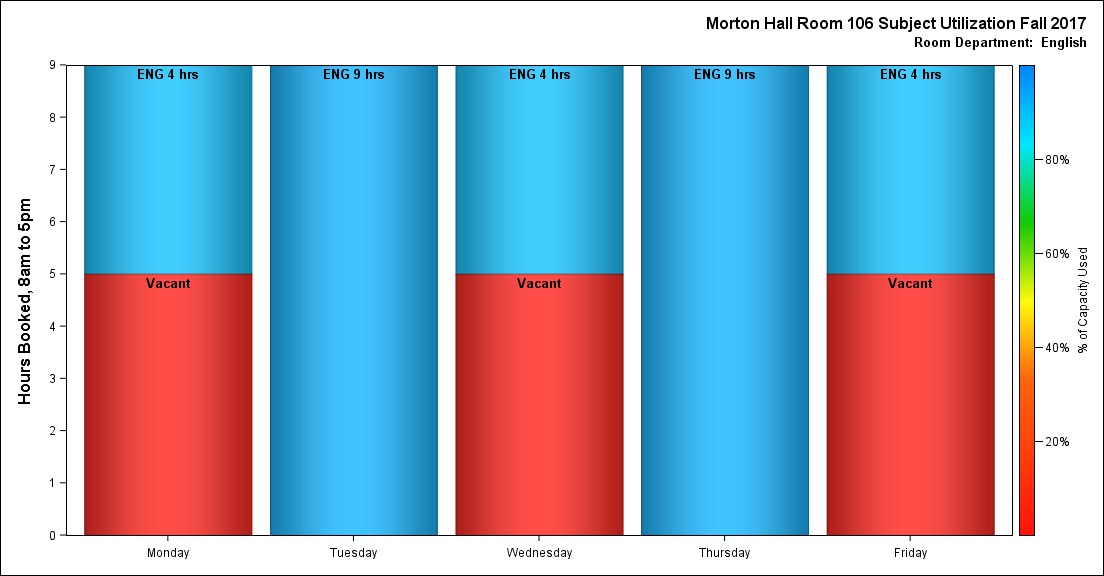 Morton Hall Room 106 Subject Utilization Fall 2017
Room Department:  English
Hours Booked, 8am to 5pm
9
8
7
6
5
4
3
2
1
0
ENG 4 hrs
ENG 9 hrs
ENG 4 hrs
ENG 9 hrs
ENG 4 hrs
Vacant
Vacant
Vacant
Monday
Tuesday
Wednesday
Thursday
Friday
80%
60%
40%
20%
% of Capacity Used